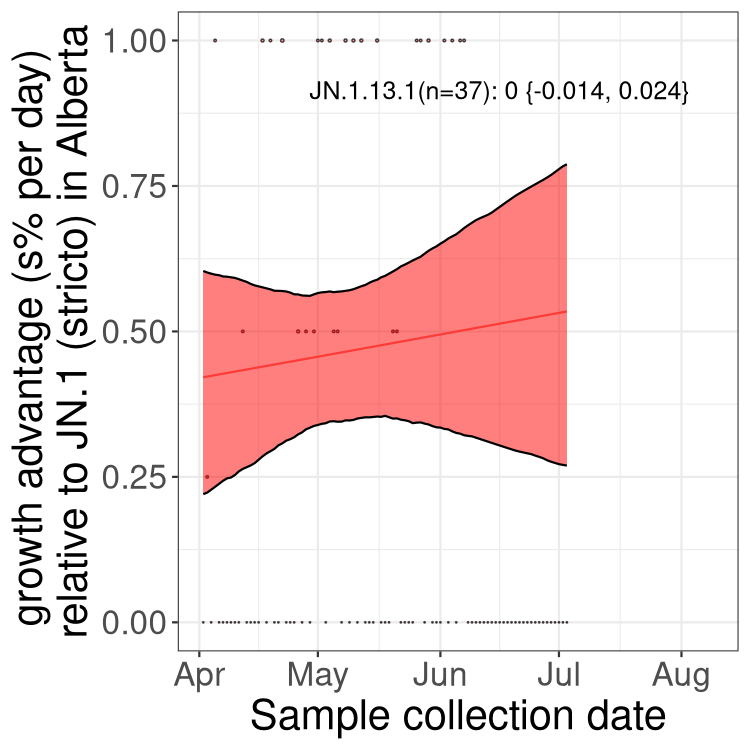 growth advantage (s% per day)
relative to JN.1 (stricto) in Alberta
1.00
0.75
0.50
0.25
0.00
JN.1.13.1(n=37): 0 {-0.014, 0.024}
Apr May Jun Jul Aug
Sample collection date